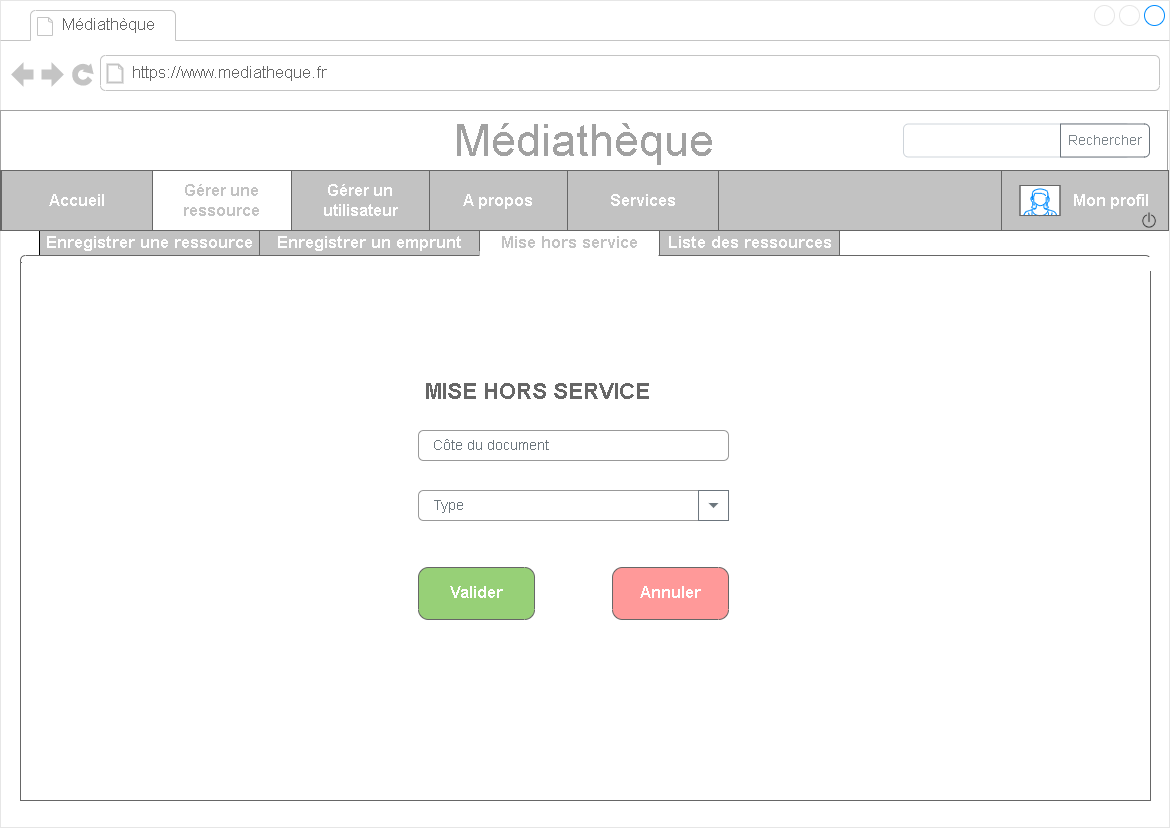 Médiathèque
https://www.mediatheque.fr
Médiathèque
Rechercher
Accueil
Gérer une
ressource
Gérer un
utilisateur
A propos
Services
Mon profil
Enregistrer une ressource
Enregistrer un emprunt
Mise hors service
Liste des ressources
MISE HORS SERVICE
Côte du document
Type
Valider
Annuler